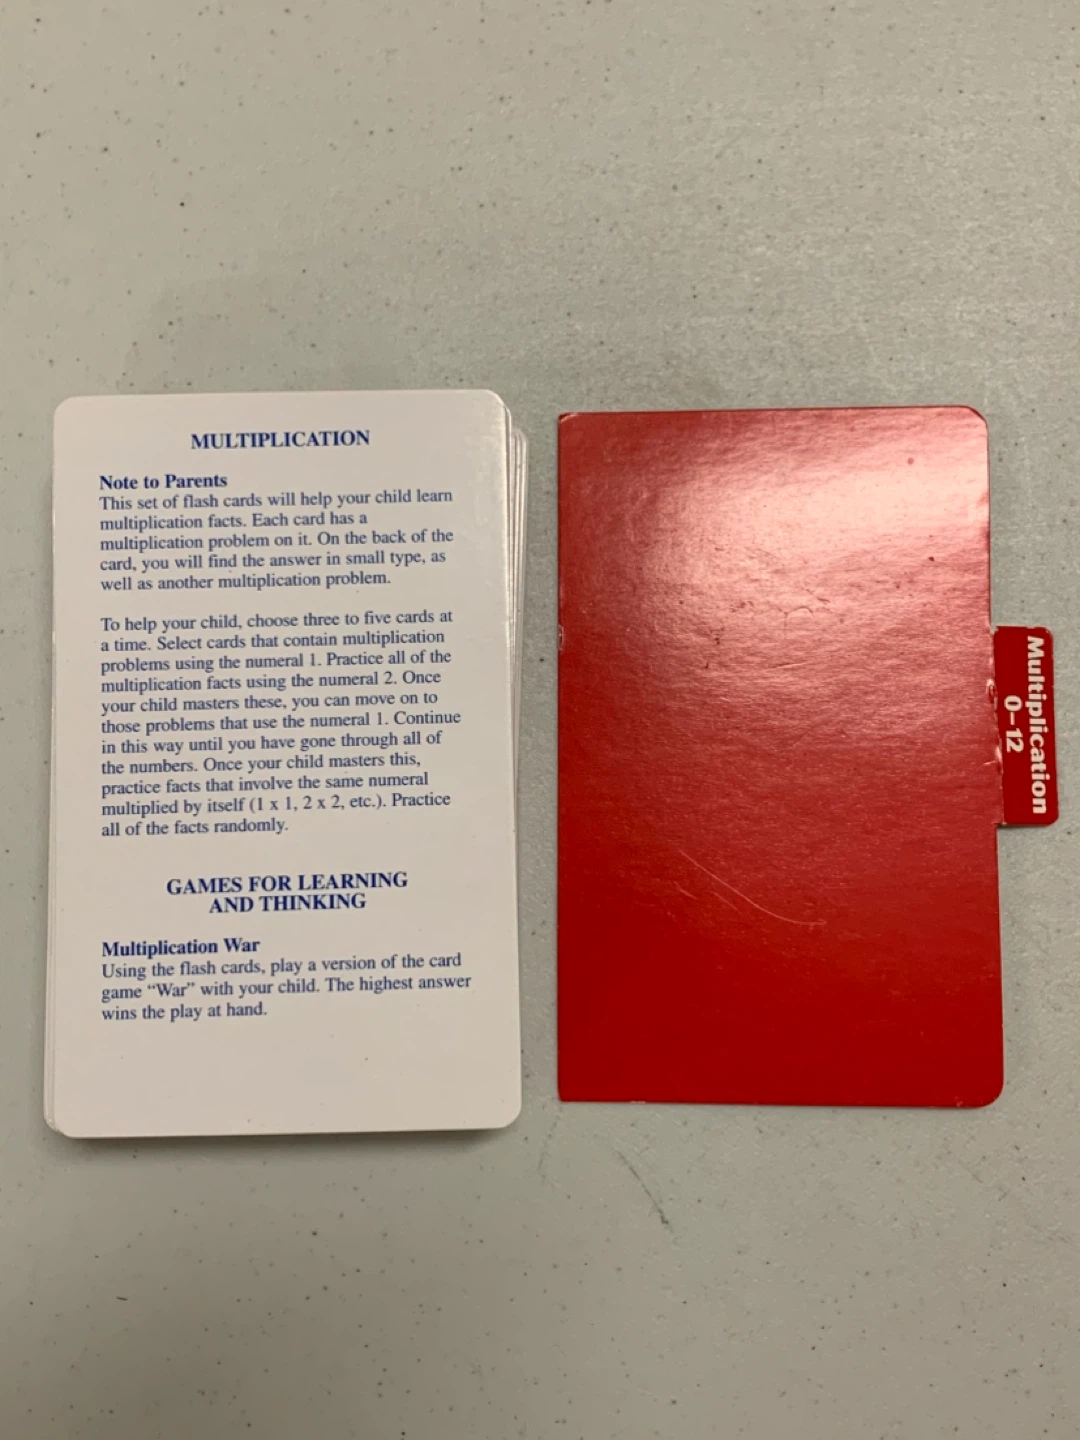 MULTIPLICATION
Note to Parents
This set of flash cards will help your child learn
multiplication facts. Each card has a
multiplication problem on it. On the back of the
card, you will find the answer in small type, as
well as another multiplication problem.
To help your child, choose three to five cards at
a time. Select cards that contain multiplication
problems using the numeral 1. Practice all of the
multiplication facts using the numeral 2. Once
your child masters these, you can move on to
those problems that use the numeral 1. Continue
in this way until you have gone through all of
the numbers. Once your child masters this,
practice facts that involve the same numeral
multiplied by itself (1 x 1, 2 x 2, etc.). Practice
all of the facts randomly.
GAMES FOR LEARNING
AND THINKING
Multiplication War
Using the flash cards, play a version of the card
game “War” with your child. The highest answer
wins the play at hand.
Multiplication
0–12